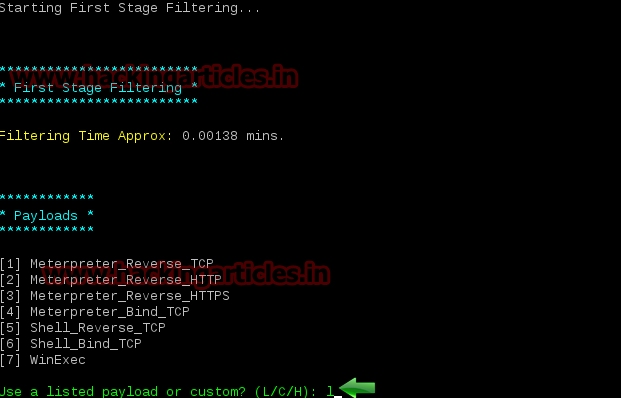 Starting First Stage Filtering...
*************************
www.hackingarticles.in
* First Stage Filtering *
*************************
Filtering Time Approx: 0.00138 mins.
************
* Payloads *
************
[1] Meterpreter_Reverse_TCP
www.hackingarticles.in
[2] Meterpreter_Reverse_HTTP
[3] Meterpreter_Reverse_HTTPS
[4] Meterpreter_Bind_TCP
[5] Shell_Reverse_TCP
[6] Shell_Bind_TCP
[7] WinExec
Use a listed payload or custom? (L/C/H): l_